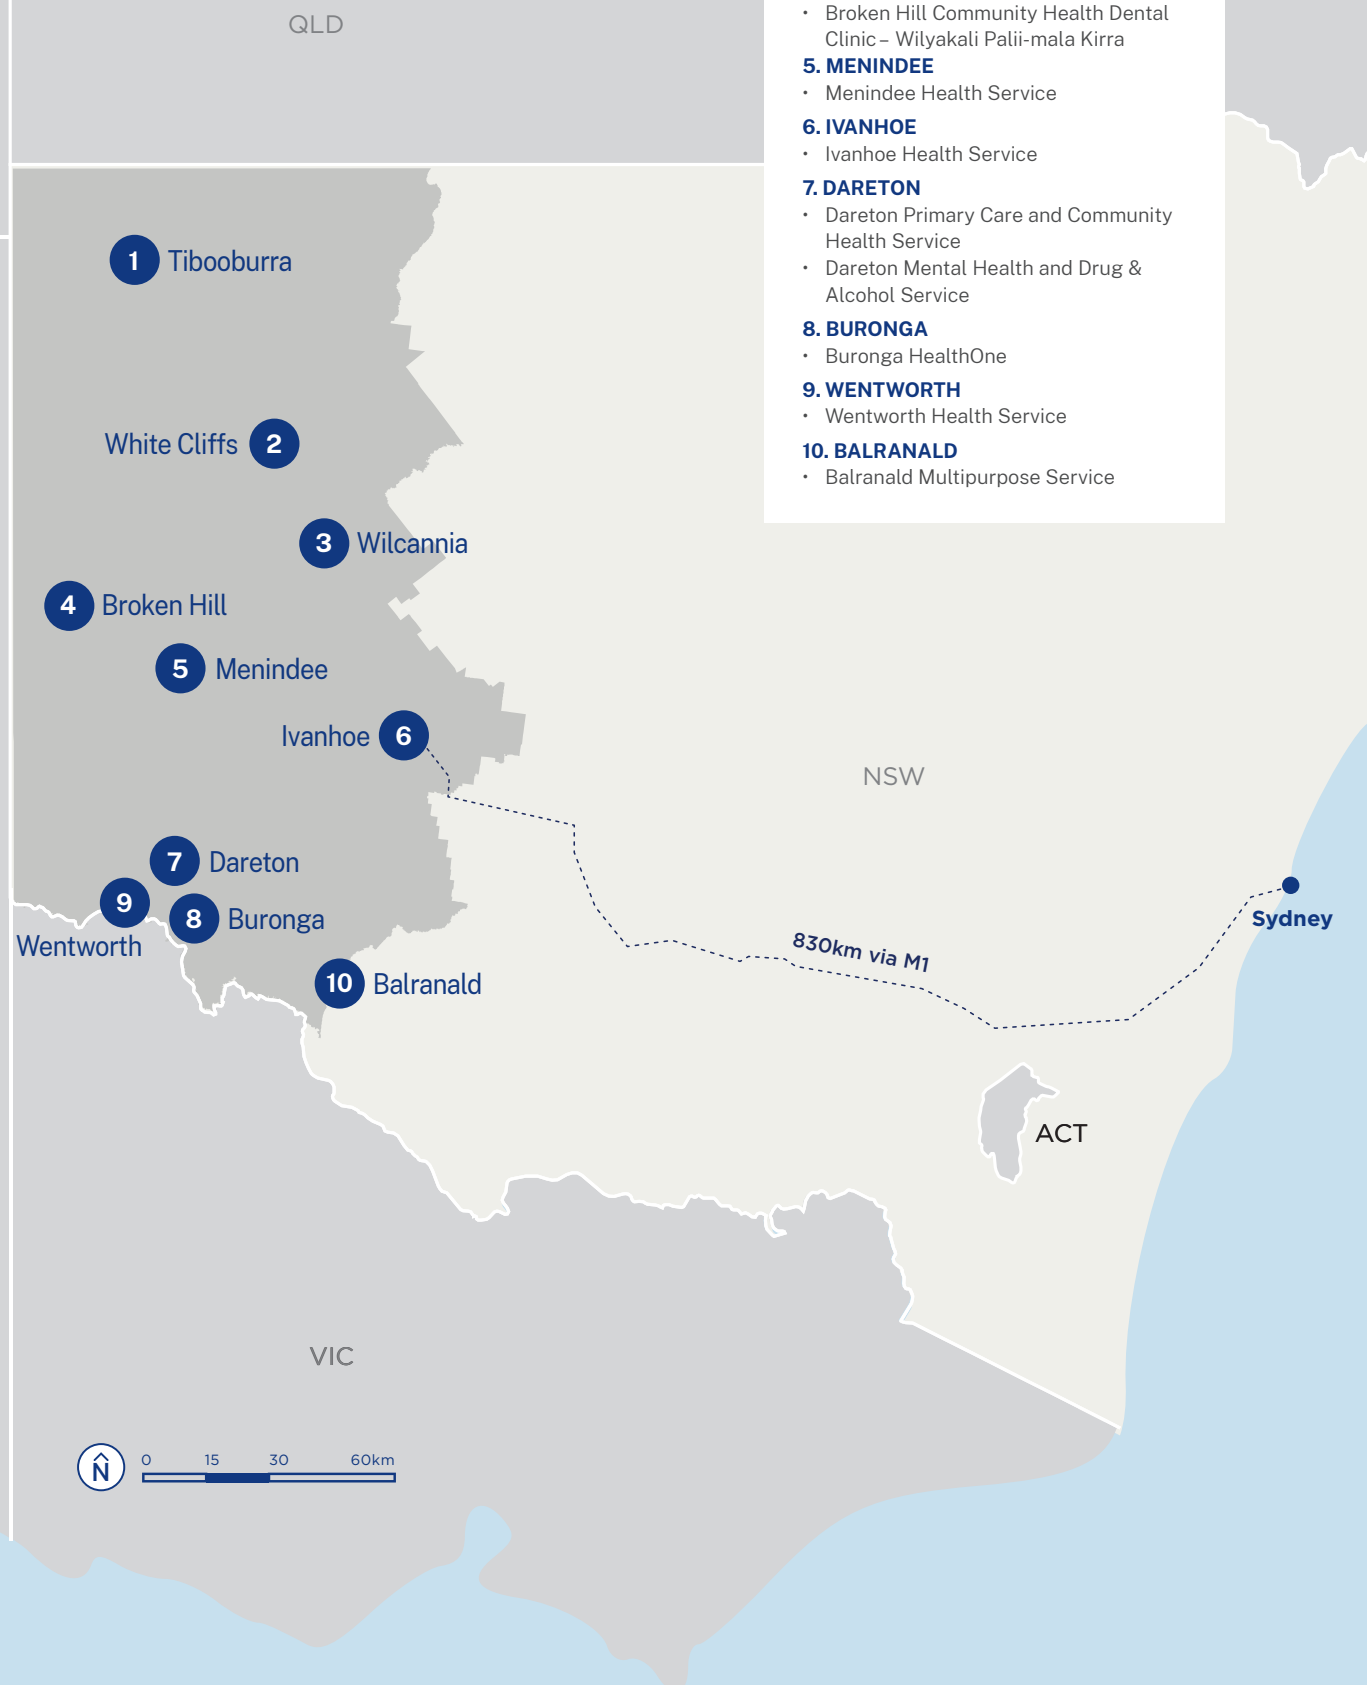 QLD
• Broken Hill Community Health Dental
Clinic – Wilyakali Palii-mala Kirra
5. MENINDEE
• Menindee Health Service
6. IVANHOE
• Ivanhoe Health Service
7. DARETON
• Dareton Primary Care and Community
Health Service
• Dareton Mental Health and Drug &
Alcohol Service
8. BURONGA
• Buronga HealthOne
9. WENTWORTH
• Wentworth Health Service
10. BALRANALD
• Balranald Multipurpose Service
1 Tibooburra
White Cliffs 2
3 Wilcannia
4 Broken Hill
5 Menindee
Ivanhoe 6
NSW
7 Dareton
9
Wentworth
8 Buronga
10 Balranald
830km via M1
Sydney
ACT
VIC
N
0 15 30 60km